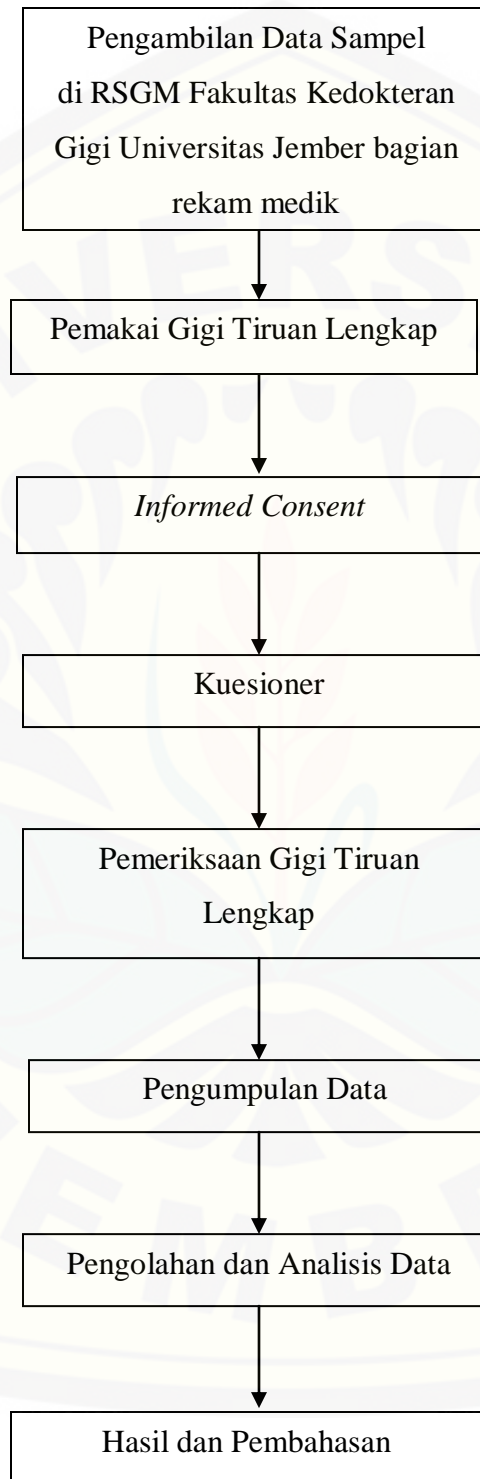 Pengambilan Data Sampel
di RSGM Fakultas Kedokteran
Gigi Universitas Jember bagian
rekam medik
Pemakai Gigi Tiruan Lengkap
Informed Consent
Kuesioner
Pemeriksaan Gigi Tiruan
Lengkap
Pengumpulan Data
Pengolahan dan Analisis Data
Hasil dan Pembahasan